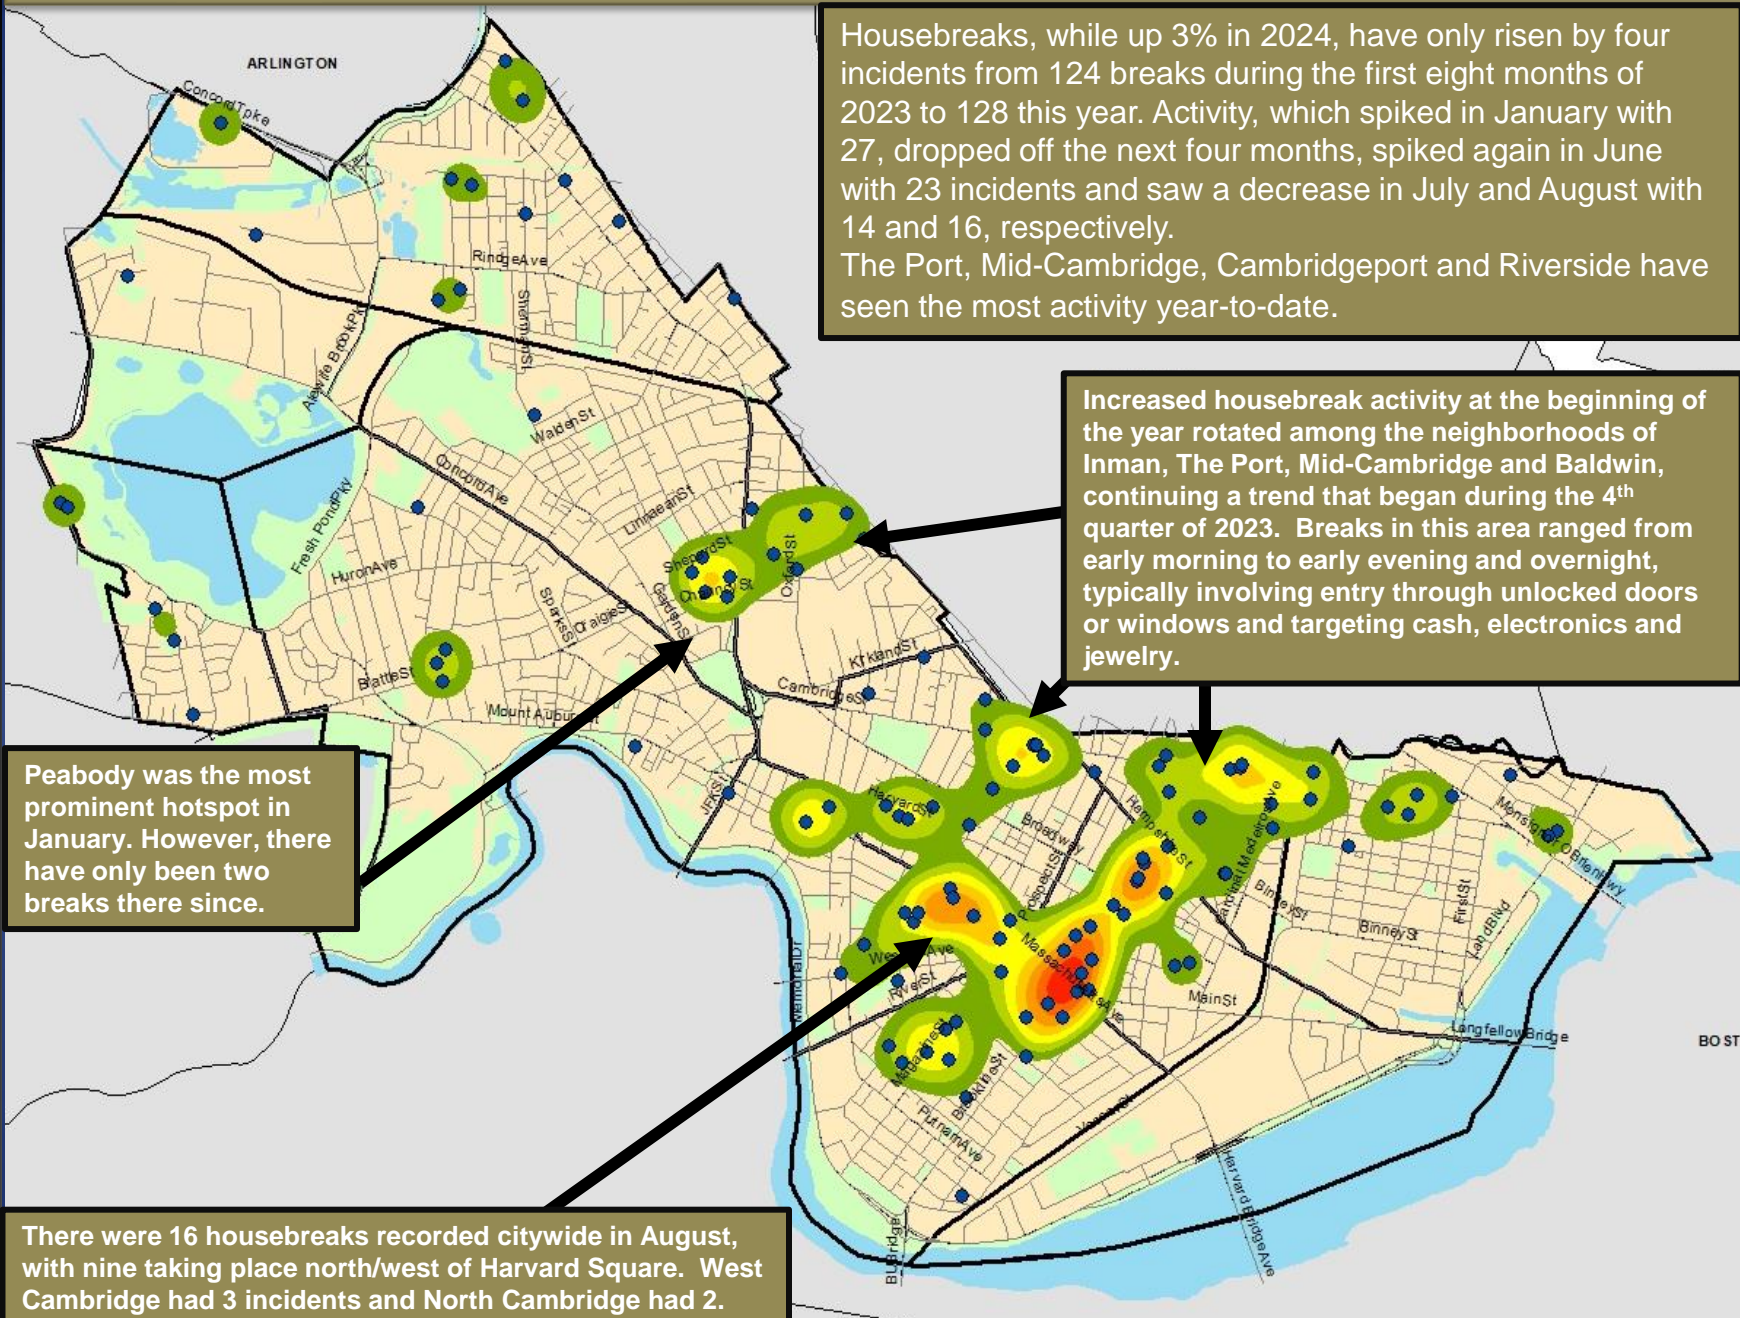 Housebreaks, while up 3% in 2024, have only risen by four
incidents from 124 breaks during the first eight months of
2023 to 128 this year. Activity, which spiked in January with
27, dropped off the next four months, spiked again in June
with 23 incidents and saw a decrease in July and August with
14 and 16, respectively.
The Port, Mid-Cambridge, Cambridgeport and Riverside have
seen the most activity year-to-date.
ARLINGTON
Concord Tpke
Rindge Ave
Sherman St
Alewife Brook Pk
Walden St
Concord Ave
Linnaean St
Fresh Pond Pky
Huron Ave
Shepard St
Chauncy St
Oxford St
Garden St
Sparks S
Craigie S
Brattle St
Kirkland St
Cambridge S
Mount Auburn St
JFK St
Increased housebreak activity at the beginning of
the year rotated among the neighborhoods of
Inman, The Port, Mid-Cambridge and Baldwin,
continuing a trend that began during the 4th
quarter of 2023.  Breaks in this area ranged from
early morning to early evening and overnight,
typically involving entry through unlocked doors
or windows and targeting cash, electronics and
jewelry.
Peabody was the most
prominent hotspot in
January. However, there
have only been two
breaks there since.
Harvard St
Broadway
Prospect St
Hampshire St
Cardinal Medeiros Ave
Binney St
Binney St
First St
Land Blvd
Monsignor O Brien Hwy
Massachusetts Ave
Western Ave
River St
Memorial Dr
Main St
Longfellow Bridge
BOST
Magazine St
Brookline St
Putnam Ave
Vassar St
Harvard Bridge Ave
BU Bridge
There were 16 housebreaks recorded citywide in August,
with nine taking place north/west of Harvard Square.  West
Cambridge had 3 incidents and North Cambridge had 2.